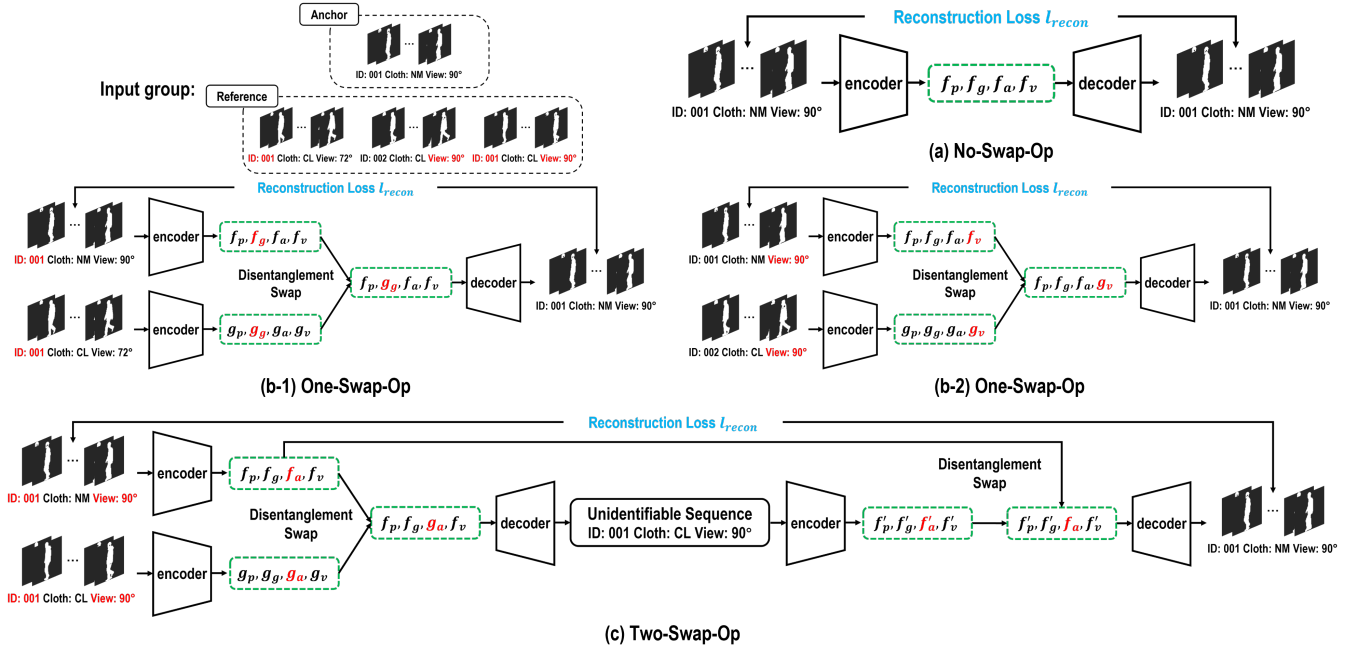 Anchor
...
ID: 001 Cloth: NM View: 90°
Input group:
Reference
... ... ...
ID: 001 Cloth: CL View: 72° ID: 002 Cloth: CL View: 90° ID: 001 Cloth: CL View: 90°
Reconstruction Loss l_recon
... encoder f_p, f_g, f_a, f_v decoder ...
ID: 001 Cloth: NM View: 90° ID: 001 Cloth: NM View: 90°
(a) No-Swap-Op
Reconstruction Loss l_recon
... encoder f_p, f_g, f_a, f_v
ID: 001 Cloth: NM View: 90°
Disentanglement
Swap
f_p, g_g, f_a, f_v decoder ...
ID: 001 Cloth: NM View: 90°
... encoder g_p, g_g, g_a, g_v
ID: 001 Cloth: CL View: 72°
(b-1) One-Swap-Op
Reconstruction Loss l_recon
... encoder f_p, f_g, f_a, f_v
ID: 001 Cloth: NM View: 90°
Disentanglement
Swap
f_p, f_g, f_a, g_v decoder ...
ID: 001 Cloth: NM View: 90°
... encoder g_p, g_g, g_a, g_v
ID: 002 Cloth: CL View: 90°
(b-2) One-Swap-Op
Reconstruction Loss l_recon
... encoder f_p, f_g, f_a, f_v
ID: 001 Cloth: NM View: 90°
Disentanglement
Swap
f_p, f_g, g_a, f_v decoder
Unidentifiable Sequence
ID: 001 Cloth: CL View: 90°
encoder f'_p, f'_g, f'_a, f'_v
Disentanglement
Swap
f'_p, f'_g, f_a, f'_v decoder ...
ID: 001 Cloth: NM View: 90°
... encoder g_p, g_g, g_a, g_v
ID: 001 Cloth: CL View: 90°
(c) Two-Swap-Op